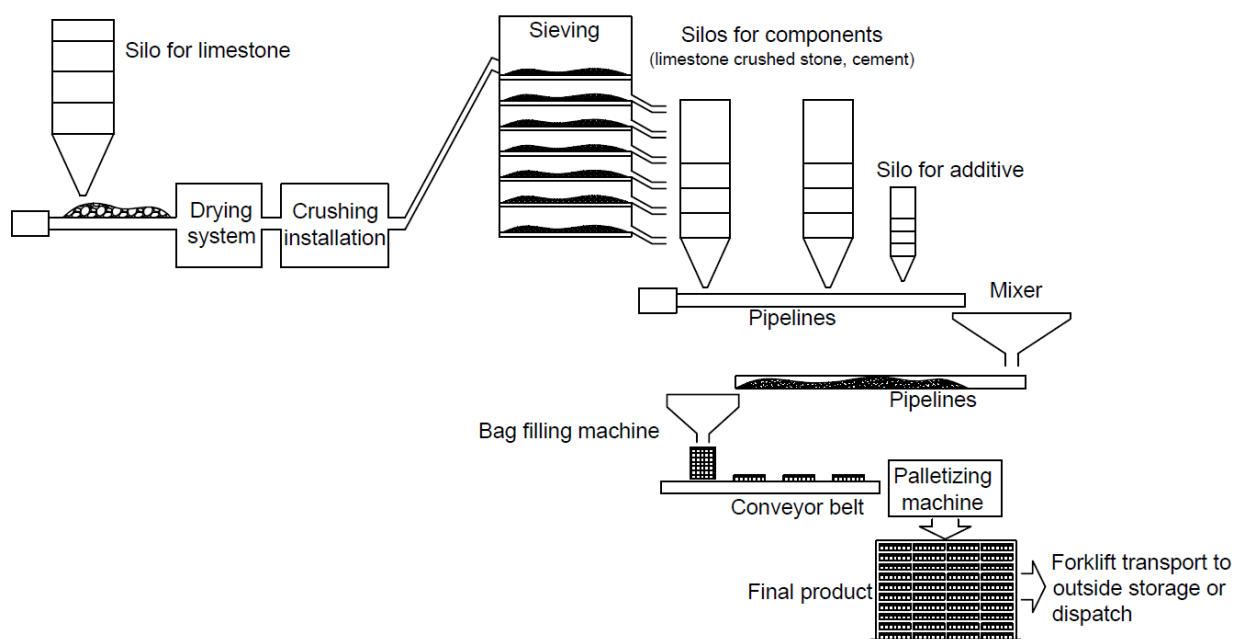 Silo for limestone
Drying
system
Crushing
installation
Sieving
Silos for components
(limestone crushed stone, cement)
Silo for additive
Pipelines
Mixer
Pipelines
Bag filling machine
Conveyor belt
Palletizing
machine
Final product
Forklift transport to
outside storage or
dispatch